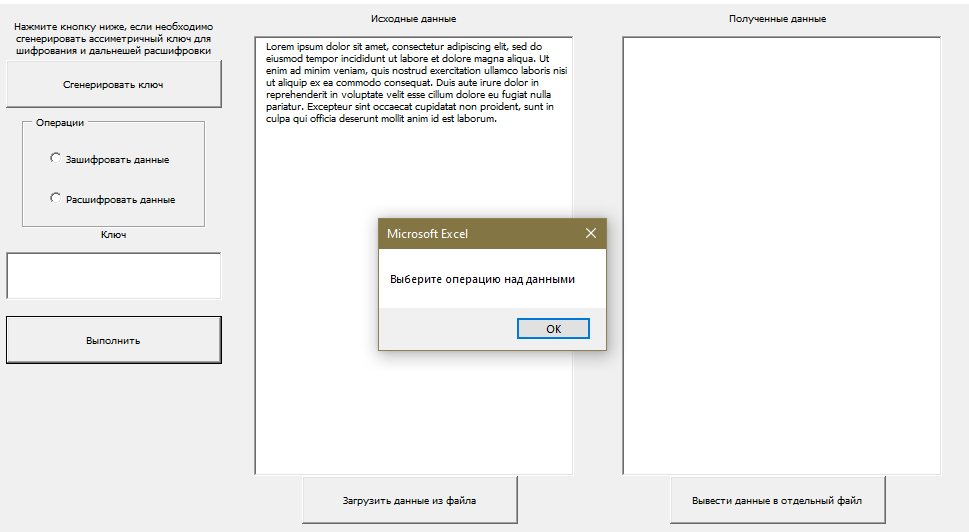 Нажмите кнопку ниже, если необходимо
сгенерировать ассиметричный ключ для
шифрования и дальнешей расшифровки
Сгенерировать ключ
Операции
Зашифровать данные
Расшифровать данные
Ключ
Выполнить
Исходные данные
Lorem ipsum dolor sit amet, consectetur adipiscing elit, sed do
eiusmod tempor incididunt ut labore et dolore magna aliqua. Ut
enim ad minim veniam, quis nostrud exercitation ullamco laboris nisi
ut aliquip ex ea commodo consequat. Duis aute irure dolor in
reprehenderit in voluptate velit esse cillum dolore eu fugiat nulla
pariatur. Excepteur sint occaecat cupidatat non proident, sunt in
culpa qui officia deserunt mollit anim id est laborum.
Загрузить данные из файла
Microsoft Excel
Выберите операцию над данными
OK
Полученные данные
Вывести данные в отдельный файл